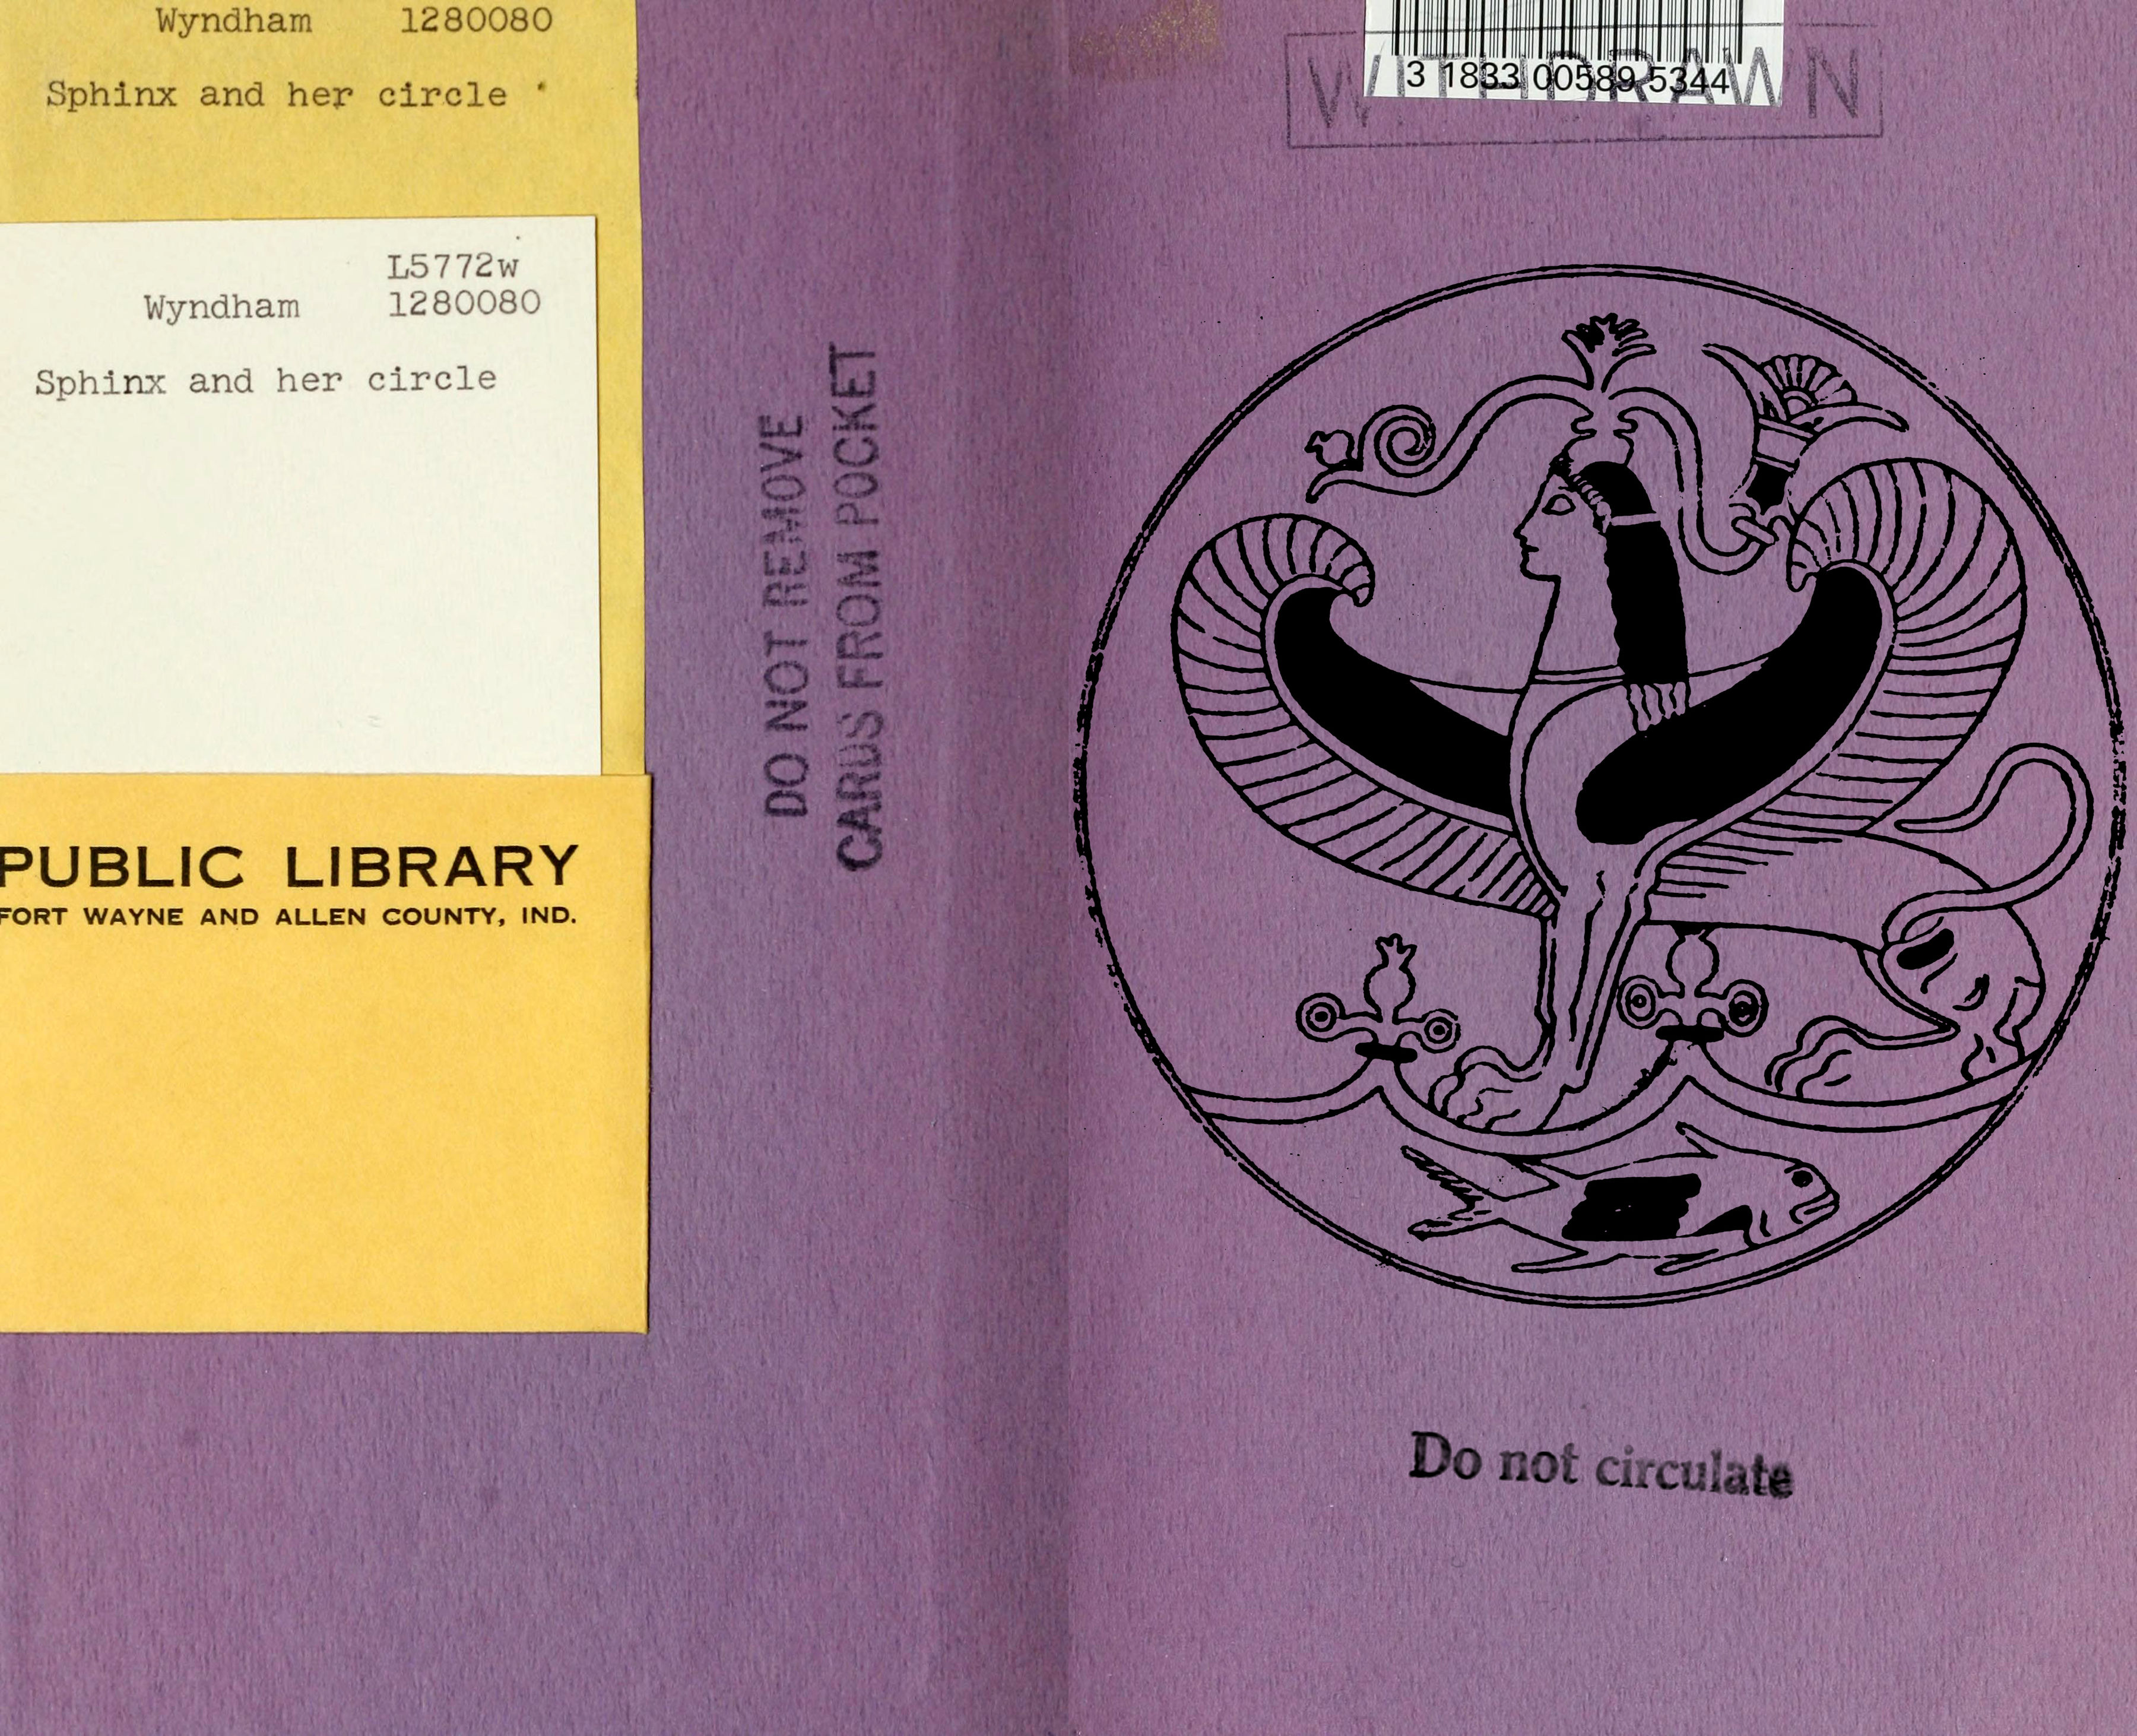 Wyndham 1280080
Sphinx and her circle
L5772w
Wyndham 1280080
Sphinx and her circle
PUBLIC LIBRARY
FORT WAYNE AND ALLEN COUNTY, IND.
DO NOT REMOVE
CARDS FROM POCKET
3 1833 00589 5344
WITHDRAWN
Do not circulate